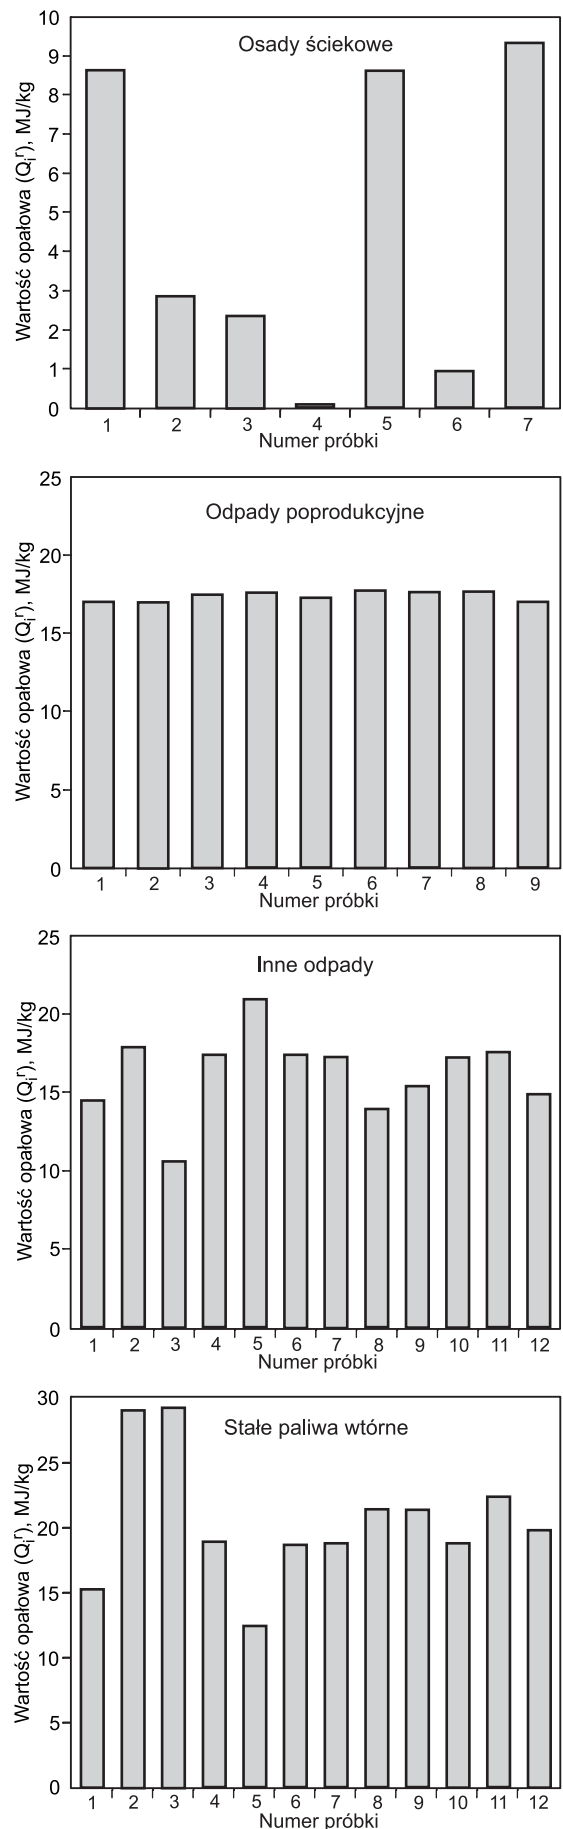 Osady ściekowe
Wartość opałowa (Qᵢʳ), MJ/kg
10
9
8
7
6
5
4
3
2
1
0
1 2 3 4 5 6 7
Numer próbki
Odpady poprodukcyjne
Wartość opałowa (Qᵢʳ), MJ/kg
25
20
15
10
5
0
1 2 3 4 5 6 7 8 9
Numer próbki
Inne odpady
Wartość opałowa (Qᵢʳ), MJ/kg
25
20
15
10
5
0
1 2 3 4 5 6 7 8 9 10 11 12
Numer próbki
Stałe paliwa wtórne
Wartość opałowa (Qᵢʳ), MJ/kg
30
25
20
15
10
5
0
1 2 3 4 5 6 7 8 9 10 11 12
Numer próbki